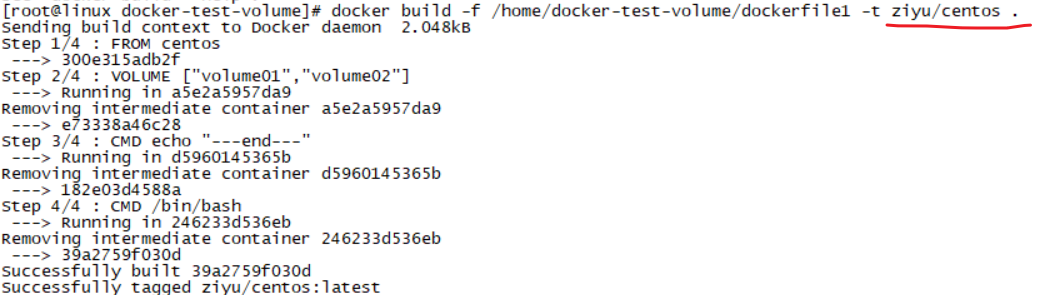 [root@linux docker-test-volume]# docker build -f /home/docker-test-volume/dockerfile1 -t ziyu/centos .
Sending build context to Docker daemon  2.048kB
Step 1/4 : FROM centos
 ---> 300e315adb2f
Step 2/4 : VOLUME ["volume01","volume02"]
 ---> Running in a5e2a5957da9
Removing intermediate container a5e2a5957da9
 ---> e73338a46c28
Step 3/4 : CMD echo "---end---"
 ---> Running in d5960145365b
Removing intermediate container d5960145365b
 ---> 182e03d4588a
Step 4/4 : CMD /bin/bash
 ---> Running in 246233d536eb
Removing intermediate container 246233d536eb
 ---> 39a2759f030d
Successfully built 39a2759f030d
Successfully tagged ziyu/centos:latest